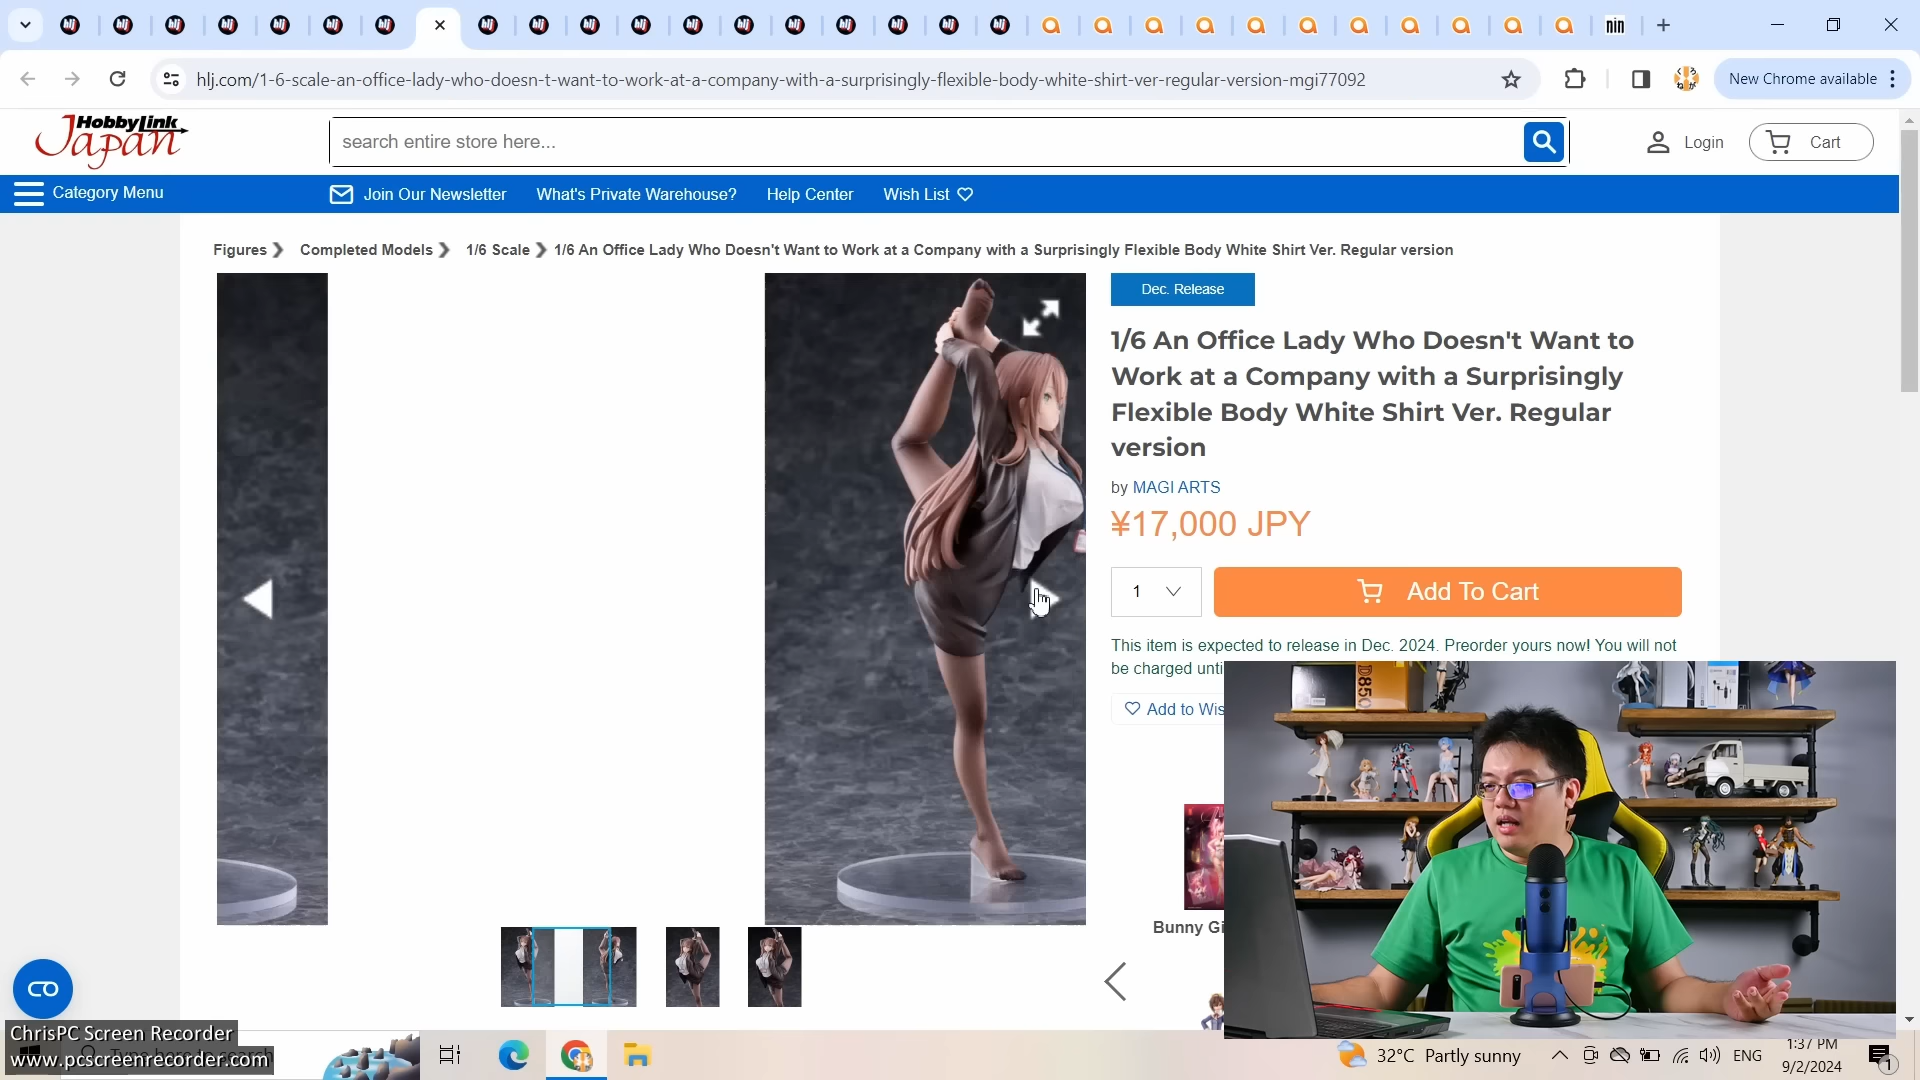 hlj.com/1-6-scale-an-office-lady-who-doesn-t-want-to-work-at-a-company-with-a-surprisingly-flexible-body-white-shirt-ver-regular-version-mgi77092
New Chrome available
HobbyLink
Japan
search entire store here...
Login
Cart
Category Menu
Join Our Newsletter
What's Private Warehouse?
Help Center
Wish List
Figures
Completed Models
1/6 Scale
1/6 An Office Lady Who Doesn't Want to Work at a Company with a Surprisingly Flexible Body White Shirt Ver. Regular version
Dec. Release
1/6 An Office Lady Who Doesn't Want to
Work at a Company with a Surprisingly
Flexible Body White Shirt Ver. Regular
version
by MAGI ARTS
¥17,000 JPY
1
Add To Cart
This item is expected to release in Dec. 2024. Preorder yours now! You will not
be charged unti
Add to Wis
D850
Bunny Gi
ChrisPC Screen Recorder
www.pcscreenrecorder.com
32°C Partly sunny
ENG
1:37 PM
9/2/2024
1